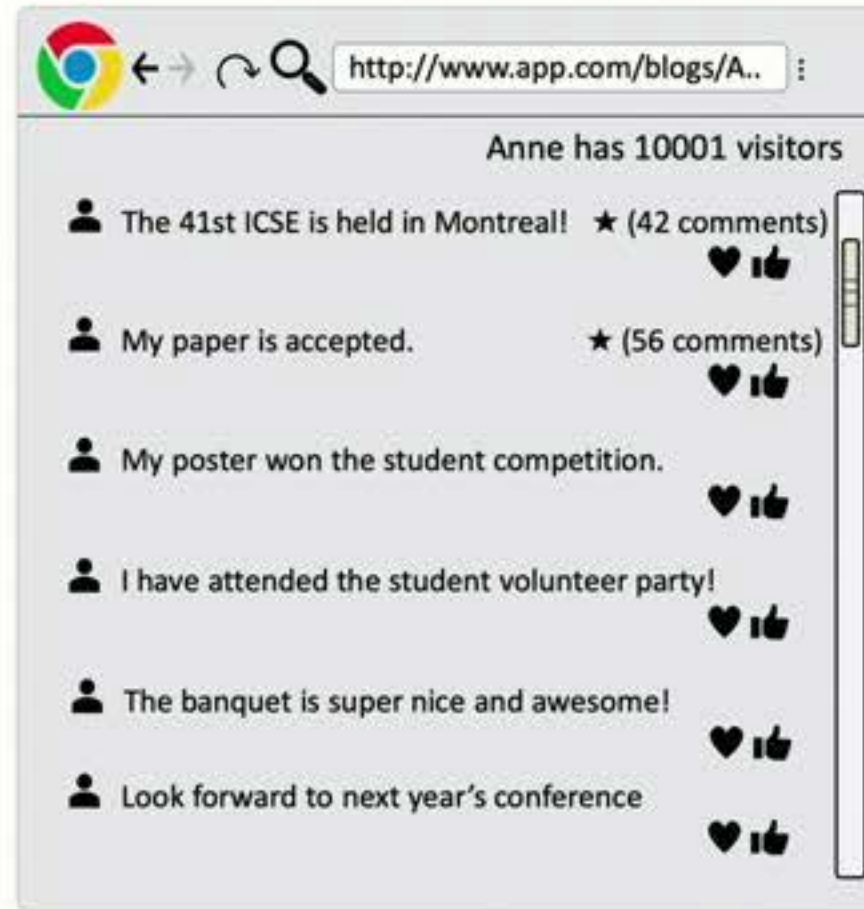 http://www.app.com/blogs/A..
Anne has 10001 visitors
The 41st ICSE is held in Montreal! ★ (42 comments)
My paper is accepted. ★ (56 comments)
My poster won the student competition.
I have attended the student volunteer party!
The banquet is super nice and awesome!
Look forward to next year's conference